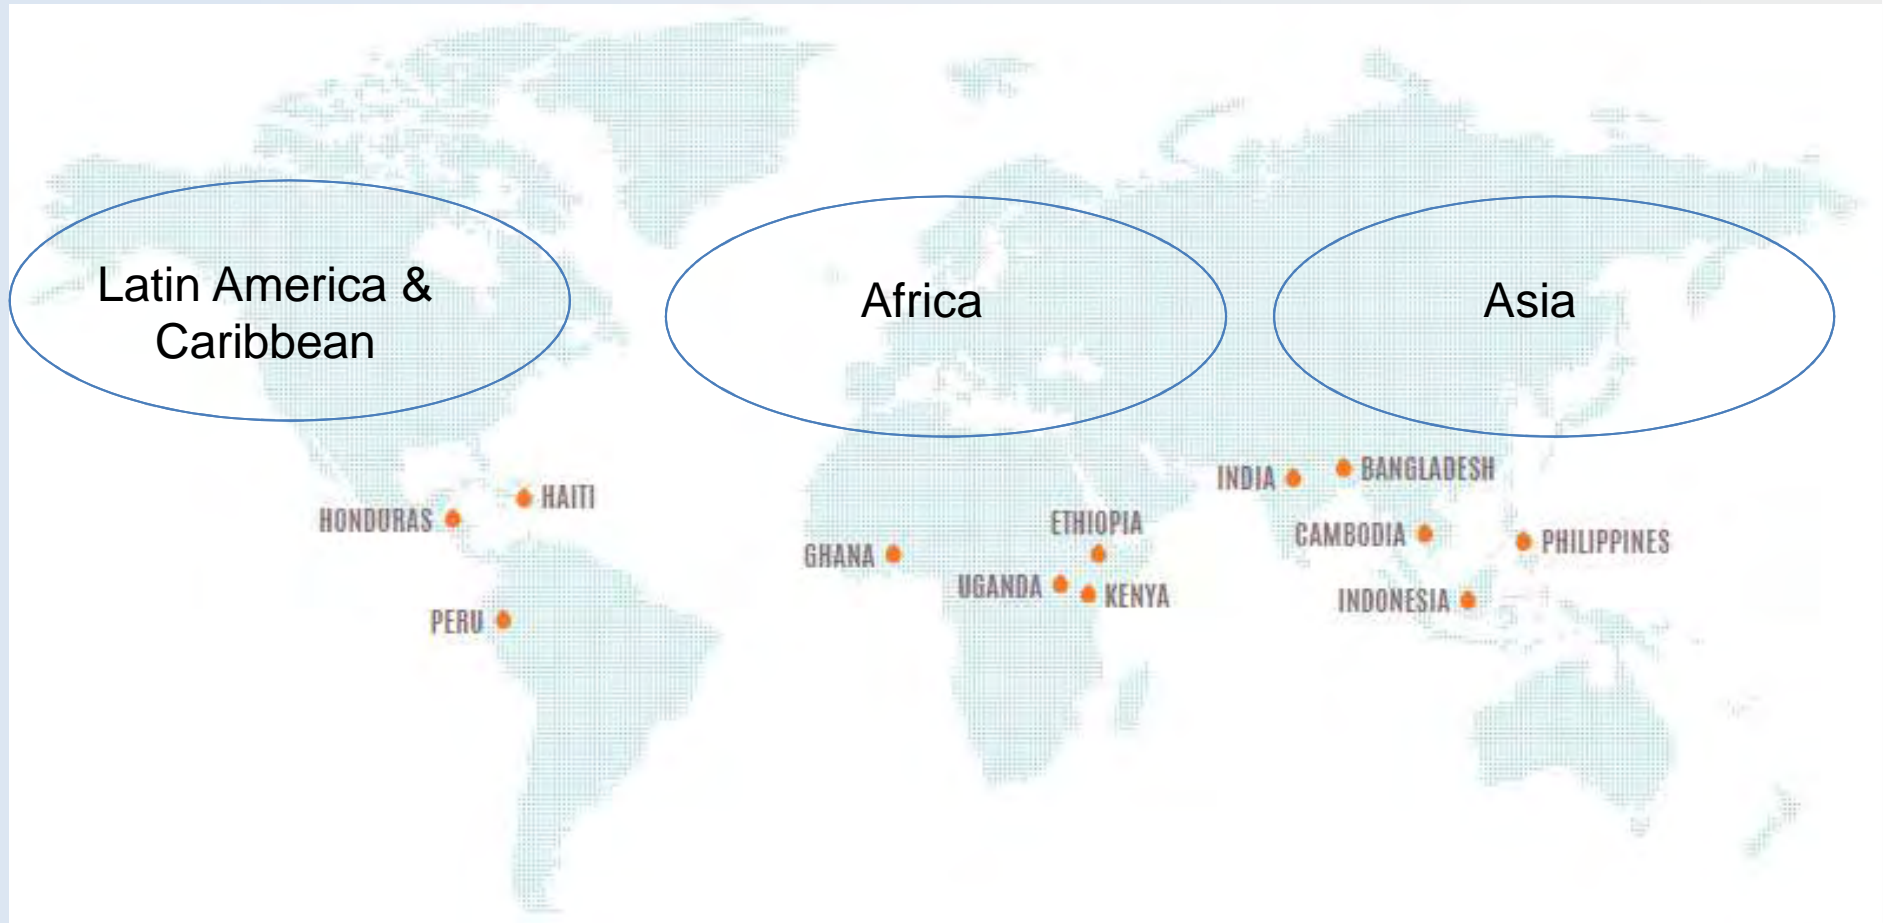 Latin America &
Caribbean
Africa
Asia
HAITI
HONDURAS
PERU
GHANA
ETHIOPIA
UGANDA
KENYA
INDIA
BANGLADESH
CAMBODIA
PHILIPPINES
INDONESIA